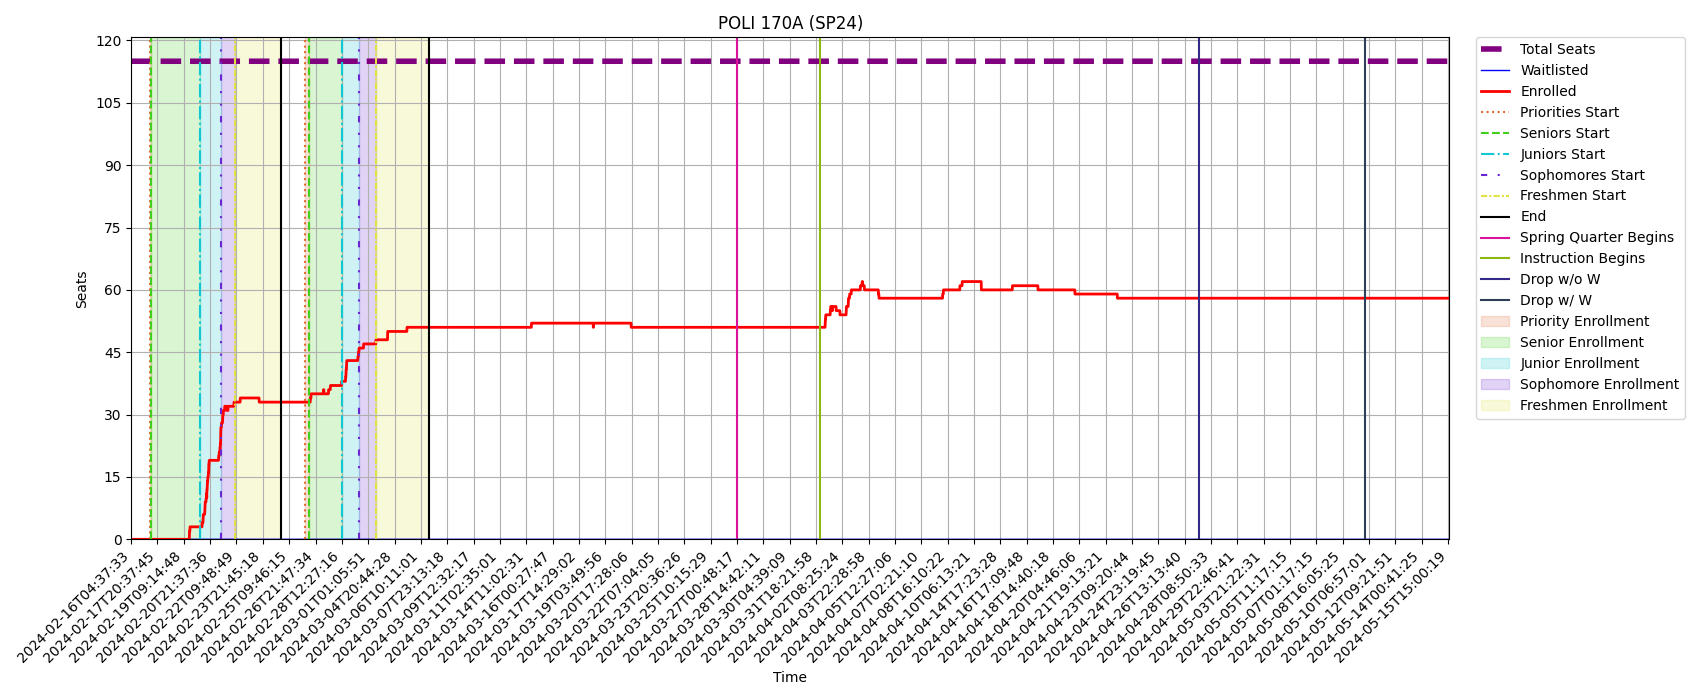 POLI 170A (SP24)
120
105
90
75
60
45
30
15
0
Seats
2024-02-16T04:37:33
2024-02-17T20:37:45
2024-02-19T09:14:48
2024-02-20T21:37:36
2024-02-22T09:48:49
2024-02-23T21:45:18
2024-02-25T09:46:15
2024-02-26T21:47:34
2024-02-28T12:27:16
2024-03-01T01:05:51
2024-03-04T20:44:28
2024-03-06T10:11:01
2024-03-07T23:13:18
2024-03-09T12:32:17
2024-03-11T02:35:01
2024-03-14T11:02:31
2024-03-16T00:27:47
2024-03-17T14:29:02
2024-03-19T03:49:56
2024-03-20T17:28:06
2024-03-22T07:04:05
2024-03-23T20:36:26
2024-03-25T10:15:29
2024-03-27T00:48:17
2024-03-28T14:42:11
2024-03-30T04:39:09
2024-03-31T18:21:58
2024-04-02T08:25:24
2024-04-03T22:28:58
2024-04-05T12:27:06
2024-04-07T02:21:10
2024-04-08T16:10:22
2024-04-10T06:13:21
2024-04-14T17:23:28
2024-04-16T17:09:48
2024-04-18T14:40:18
2024-04-20T04:46:06
2024-04-21T19:13:21
2024-04-23T09:20:44
2024-04-24T23:19:45
2024-04-26T13:13:40
2024-04-28T08:50:33
2024-04-29T22:46:41
2024-05-03T21:22:31
2024-05-05T11:17:15
2024-05-07T01:17:15
2024-05-08T16:05:25
2024-05-10T06:57:01
2024-05-12T09:21:51
2024-05-14T00:41:25
2024-05-15T15:00:19
Time
Total Seats
Waitlisted
Enrolled
Priorities Start
Seniors Start
Juniors Start
Sophomores Start
Freshmen Start
End
Spring Quarter Begins
Instruction Begins
Drop w/o W
Drop w/ W
Priority Enrollment
Senior Enrollment
Junior Enrollment
Sophomore Enrollment
Freshmen Enrollment